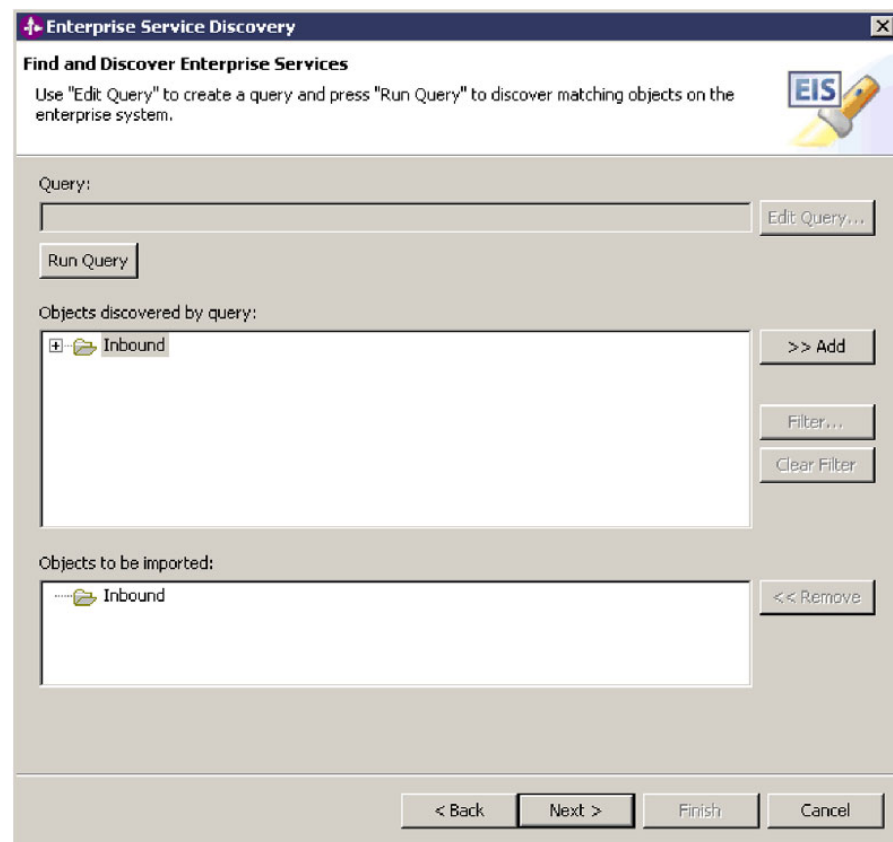 Enterprise Service Discovery
Find and Discover Enterprise Services
Use "Edit Query" to create a query and press "Run Query" to discover matching objects on the
enterprise system.
EIS
Query:
Edit Query...
Run Query
Objects discovered by query:
Inbound
>> Add
Filter...
Clear Filter
Objects to be imported:
Inbound
<< Remove
< Back
Next >
Finish
Cancel